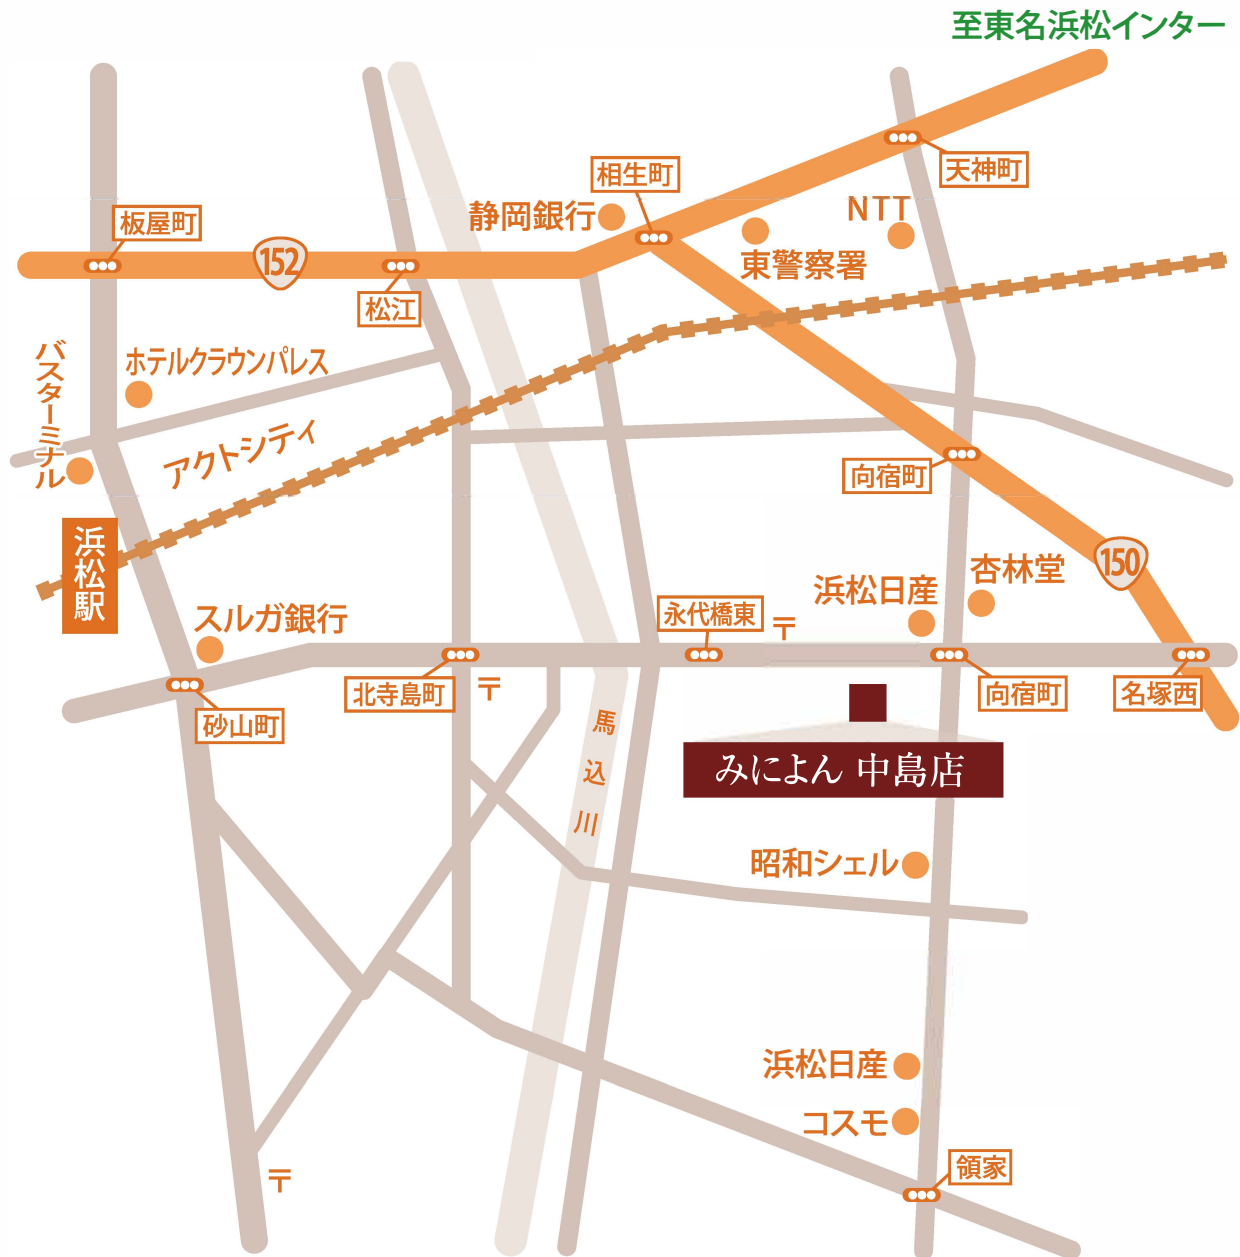 至東名浜松インター
天神町
相生町
静岡銀行
NTT
板屋町
152
東警察署
松江
バスターミナル
ホテルクラウンパレス
アクトシティ
向宿町
浜松駅
150
杏林堂
浜松日産
スルガ銀行
永代橋東
〒
北寺島町
〒
向宿町
名塚西
砂山町
馬込川
みによん 中島店
昭和シェル
浜松日産
コスモ
領家
〒